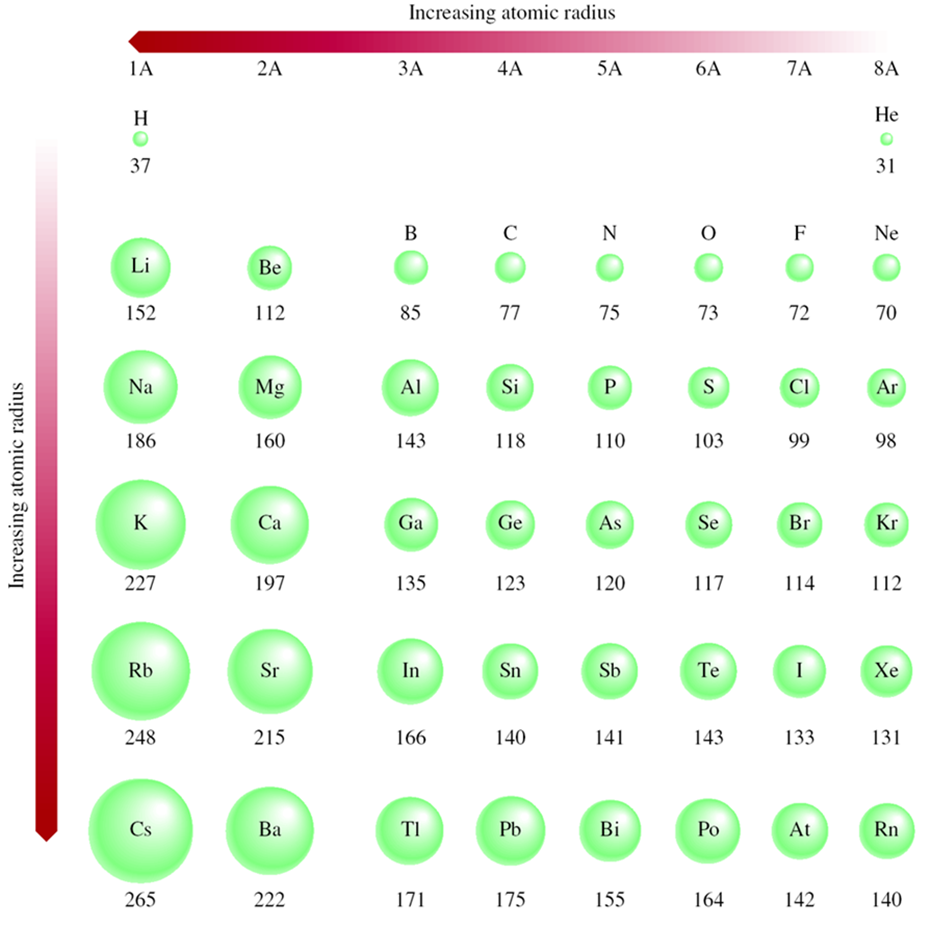 Increasing atomic radius
1A 2A 3A 4A 5A 6A 7A 8A
H He
37 31
B C N O F Ne
Li Be
152 112 85 77 75 73 72 70
Na Mg Al Si P S Cl Ar
186 160 143 118 110 103 99 98
K Ca Ga Ge As Se Br Kr
227 197 135 123 120 117 114 112
Rb Sr In Sn Sb Te I Xe
248 215 166 140 141 143 133 131
Cs Ba Tl Pb Bi Po At Rn
265 222 171 175 155 164 142 140
Increasing atomic radius